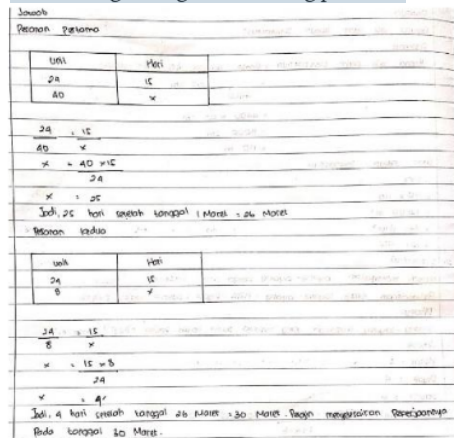 Jawab
Pesanan Pertama
Unit Hari
24 15
40 x
24 = 15
40 x
x = 40 x 15
24
x = 25
Jadi, 25 hari setelah tanggal 1 Maret = 26 Maret
Pesanan kedua
Unit Hari
24 15
8 x
24 = 15
8 x
x = 15 x 8
24
x = 4
Jadi, 4 hari setelah tanggal 26 Maret = 30 Maret. menyelesaikan Pekerjaannya
Pada tanggal 30 Maret.